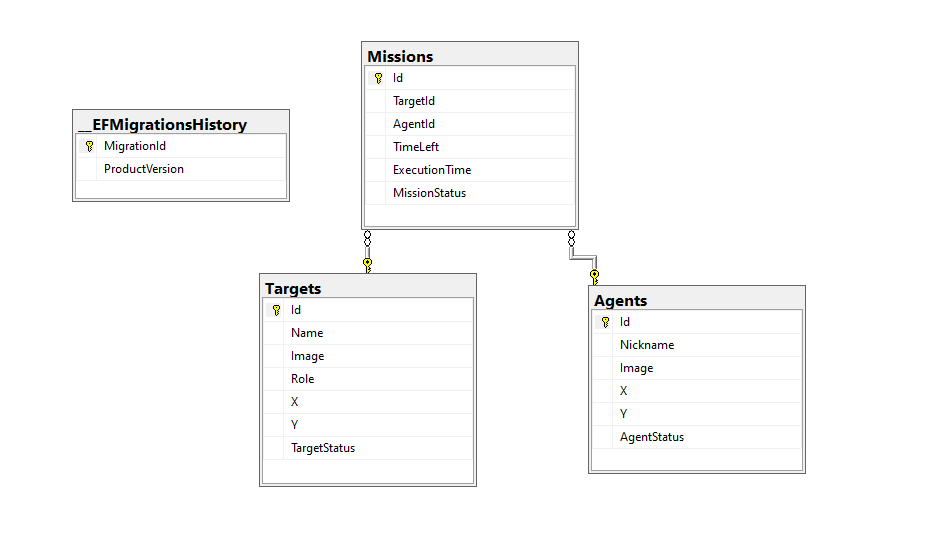 Missions
Id
TargetId
AgentId
TimeLeft
ExecutionTime
MissionStatus
__EFMigrationsHistory
MigrationId
ProductVersion
Targets
Id
Name
Image
Role
X
Y
TargetStatus
Agents
Id
Nickname
Image
X
Y
AgentStatus